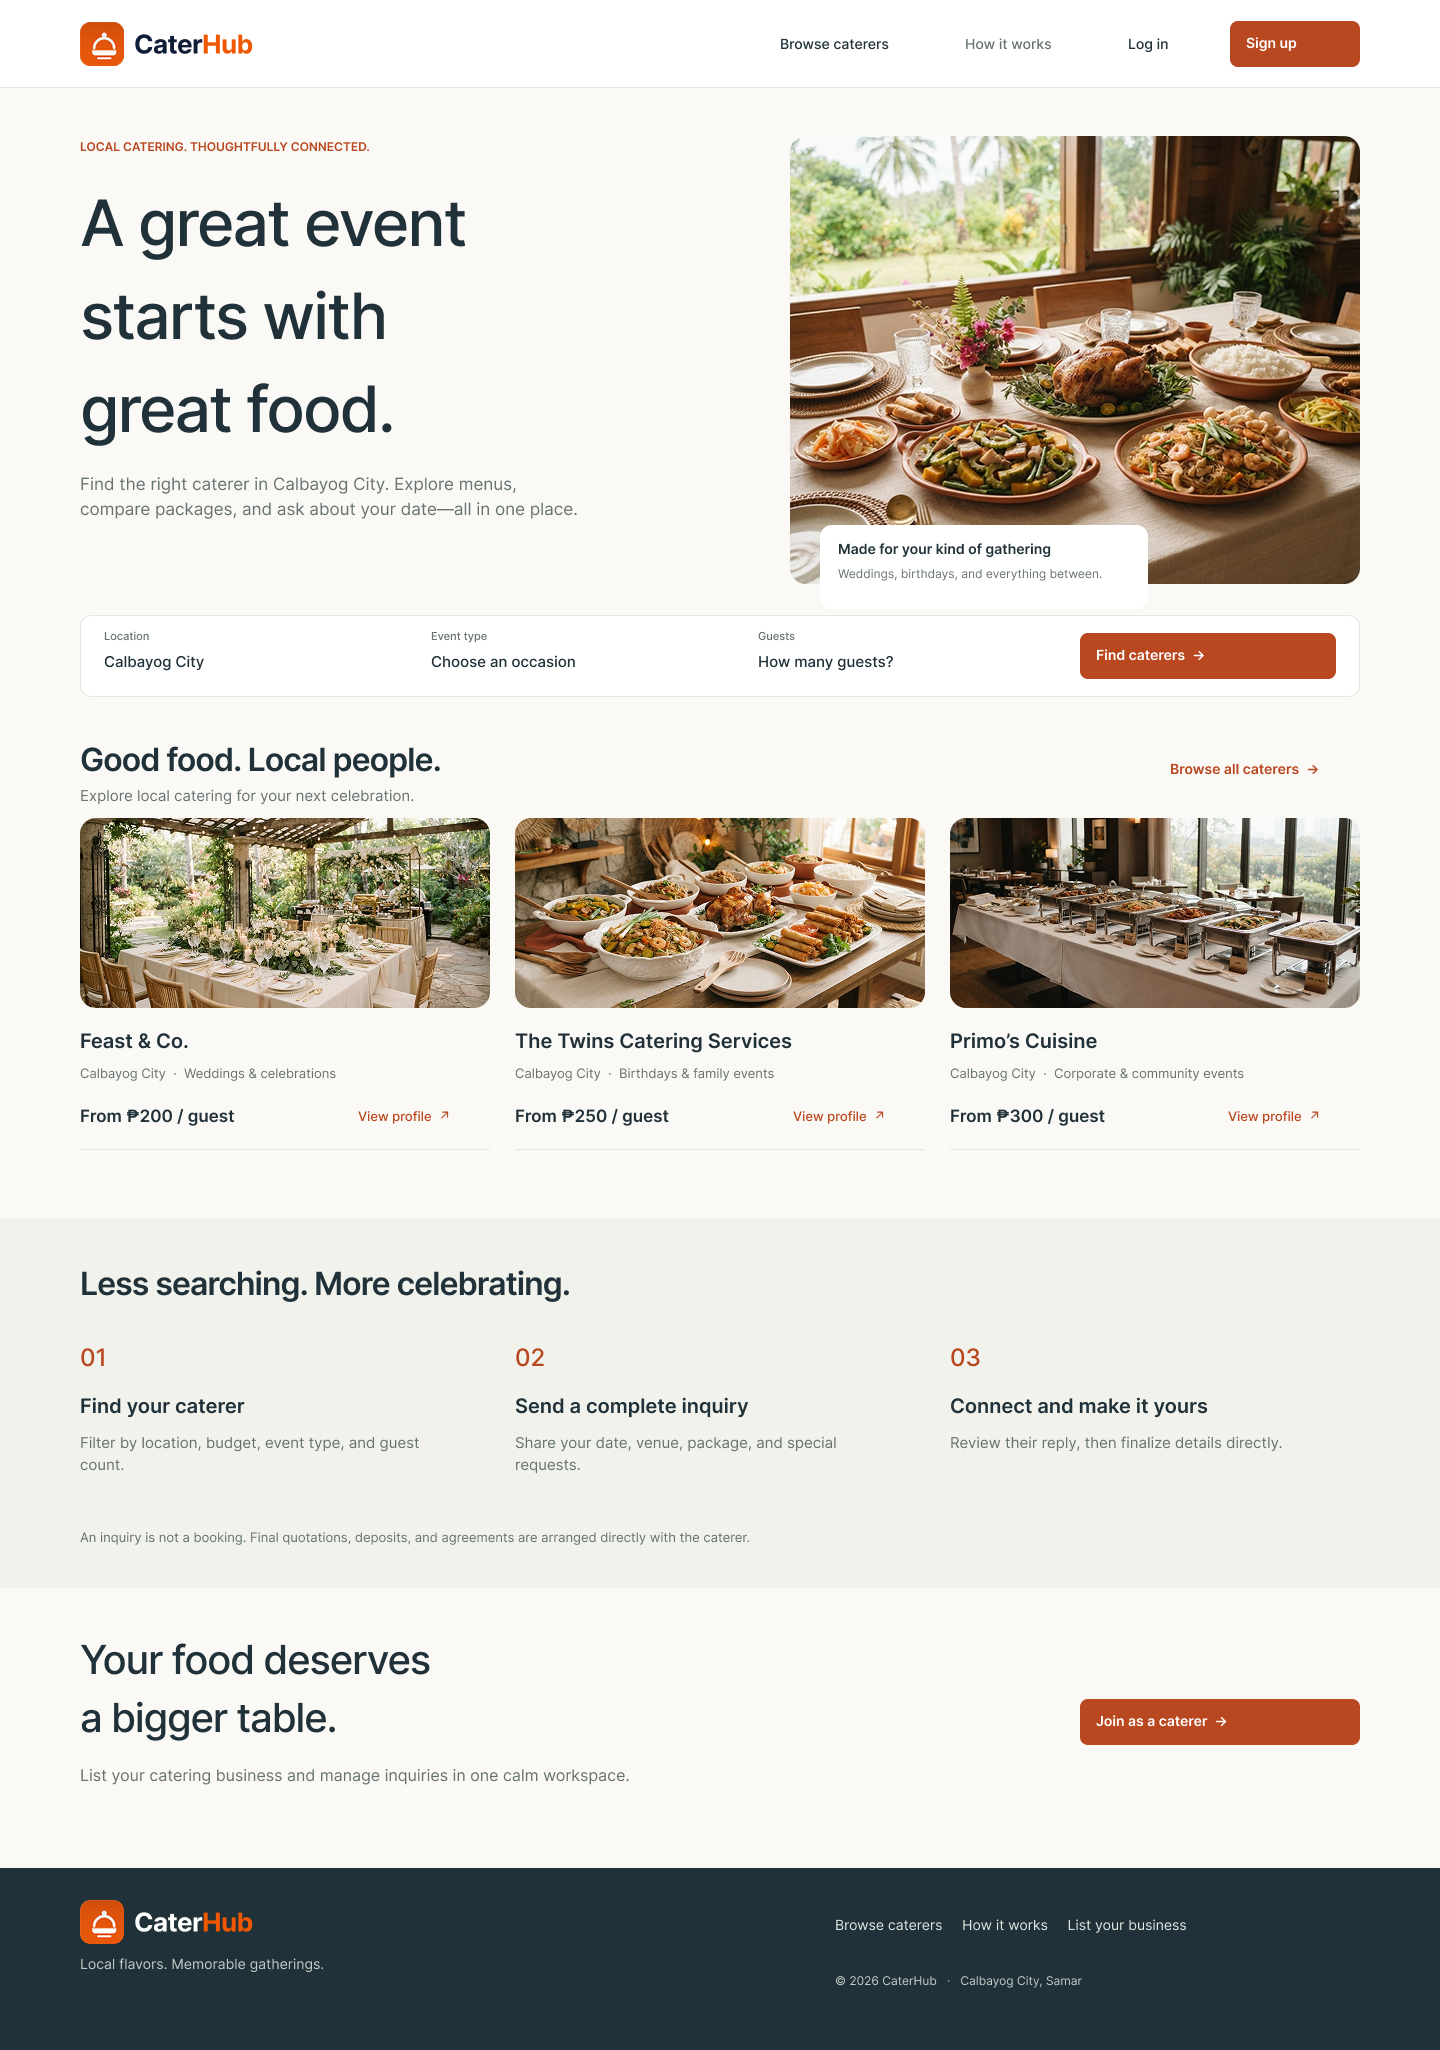 CaterHub
Browse caterers
How it works
Log in
Sign up
LOCAL CATERING. THOUGHTFULLY CONNECTED.
A great event
starts with
great food.
Find the right caterer in Calbayog City. Explore menus,
compare packages, and ask about your date—all in one place.
Made for your kind of gathering
Weddings, birthdays, and everything between.
Location
Calbayog City
Event type
Choose an occasion
Guests
How many guests?
Find caterers →
Good food. Local people.
Explore local catering for your next celebration.
Browse all caterers →
Feast & Co.
Calbayog City · Weddings & celebrations
From ₱200 / guest
View profile ↗
The Twins Catering Services
Calbayog City · Birthdays & family events
From ₱250 / guest
View profile ↗
Primo’s Cuisine
Calbayog City · Corporate & community events
From ₱300 / guest
View profile ↗
Less searching. More celebrating.
01
Find your caterer
Filter by location, budget, event type, and guest
count.
02
Send a complete inquiry
Share your date, venue, package, and special
requests.
03
Connect and make it yours
Review their reply, then finalize details directly.
An inquiry is not a booking. Final quotations, deposits, and agreements are arranged directly with the caterer.
Your food deserves
a bigger table.
List your catering business and manage inquiries in one calm workspace.
Join as a caterer →
CaterHub
Local flavors. Memorable gatherings.
Browse caterers
How it works
List your business
© 2026 CaterHub · Calbayog City, Samar